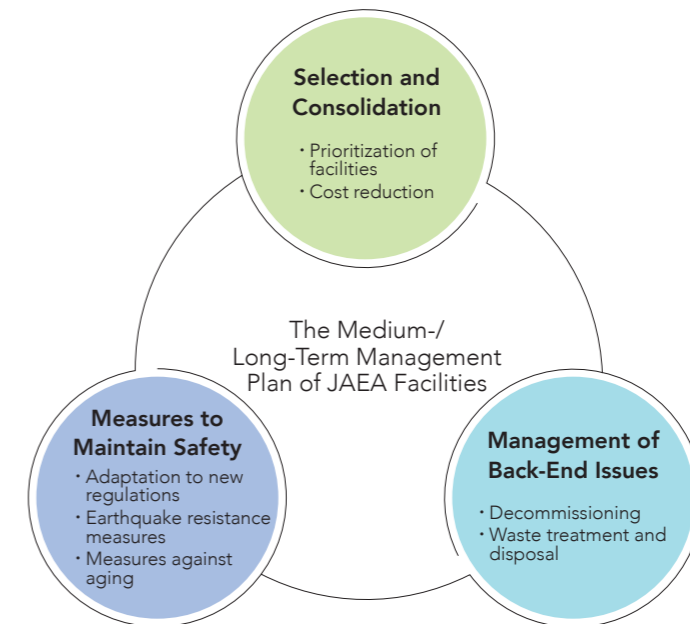 Selection and
Consolidation
・Prioritization of
facilities
・Cost reduction
The Medium-/
Long-Term Management
Plan of JAEA Facilities
Measures to
Maintain Safety
・Adaptation to new
regulations
・Earthquake resistance
measures
・Measures against
aging
Management of
Back-End Issues
・Decommissioning
・Waste treatment and
disposal